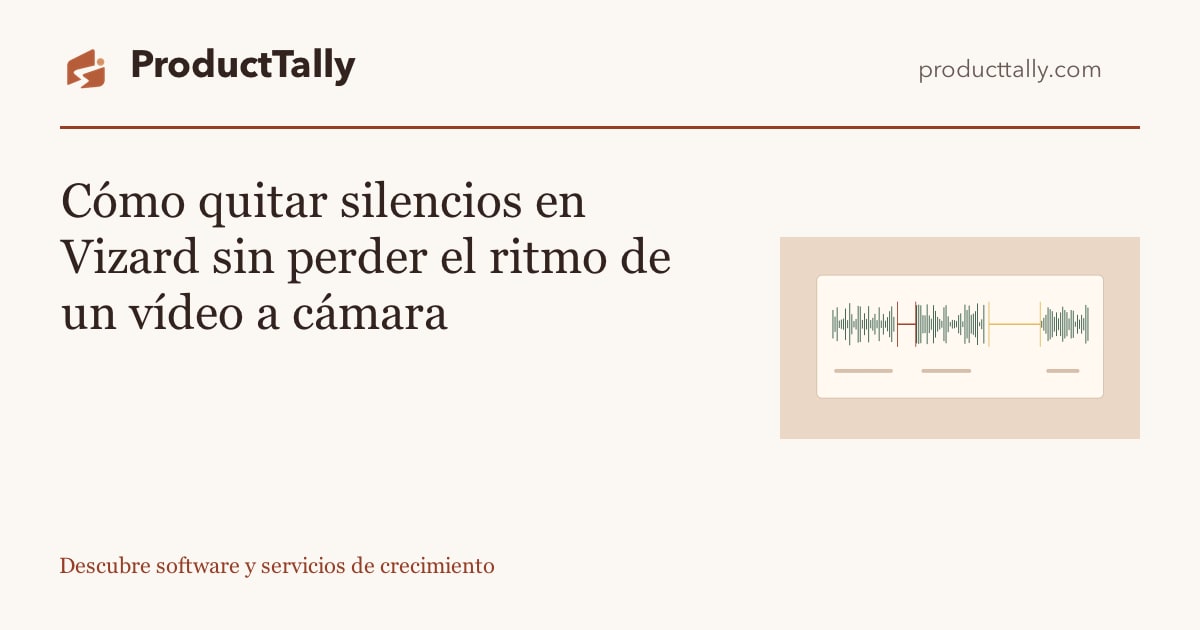 ProductTally
producttally.com
Cómo quitar silencios en
Vizard sin perder el ritmo de
un vídeo a cámara
Descubre software y servicios de crecimiento